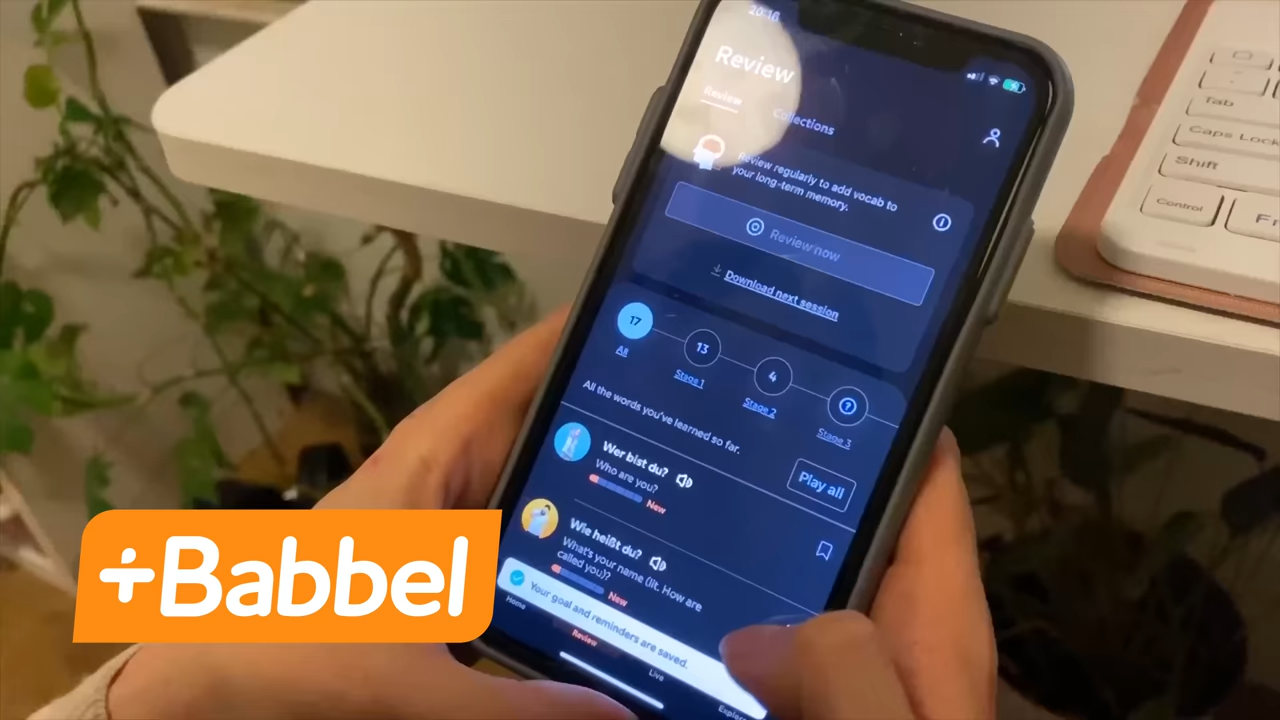 20:16
Review
Review
Collections
Review regularly to add vocab to
your long-term memory.
Review now
Download next session
17
13
4
?
All
Stage 1
Stage 2
Stage 3
All the words you've learned so far.
Play all
Wer bist du?
Who are you?
New
Wie heißt du?
What's your name (lit. How are
called you)?
New
Your goal and reminders are saved.
Home
Review
Live
+Babbel
Tab
Caps Lock
Shift
Control